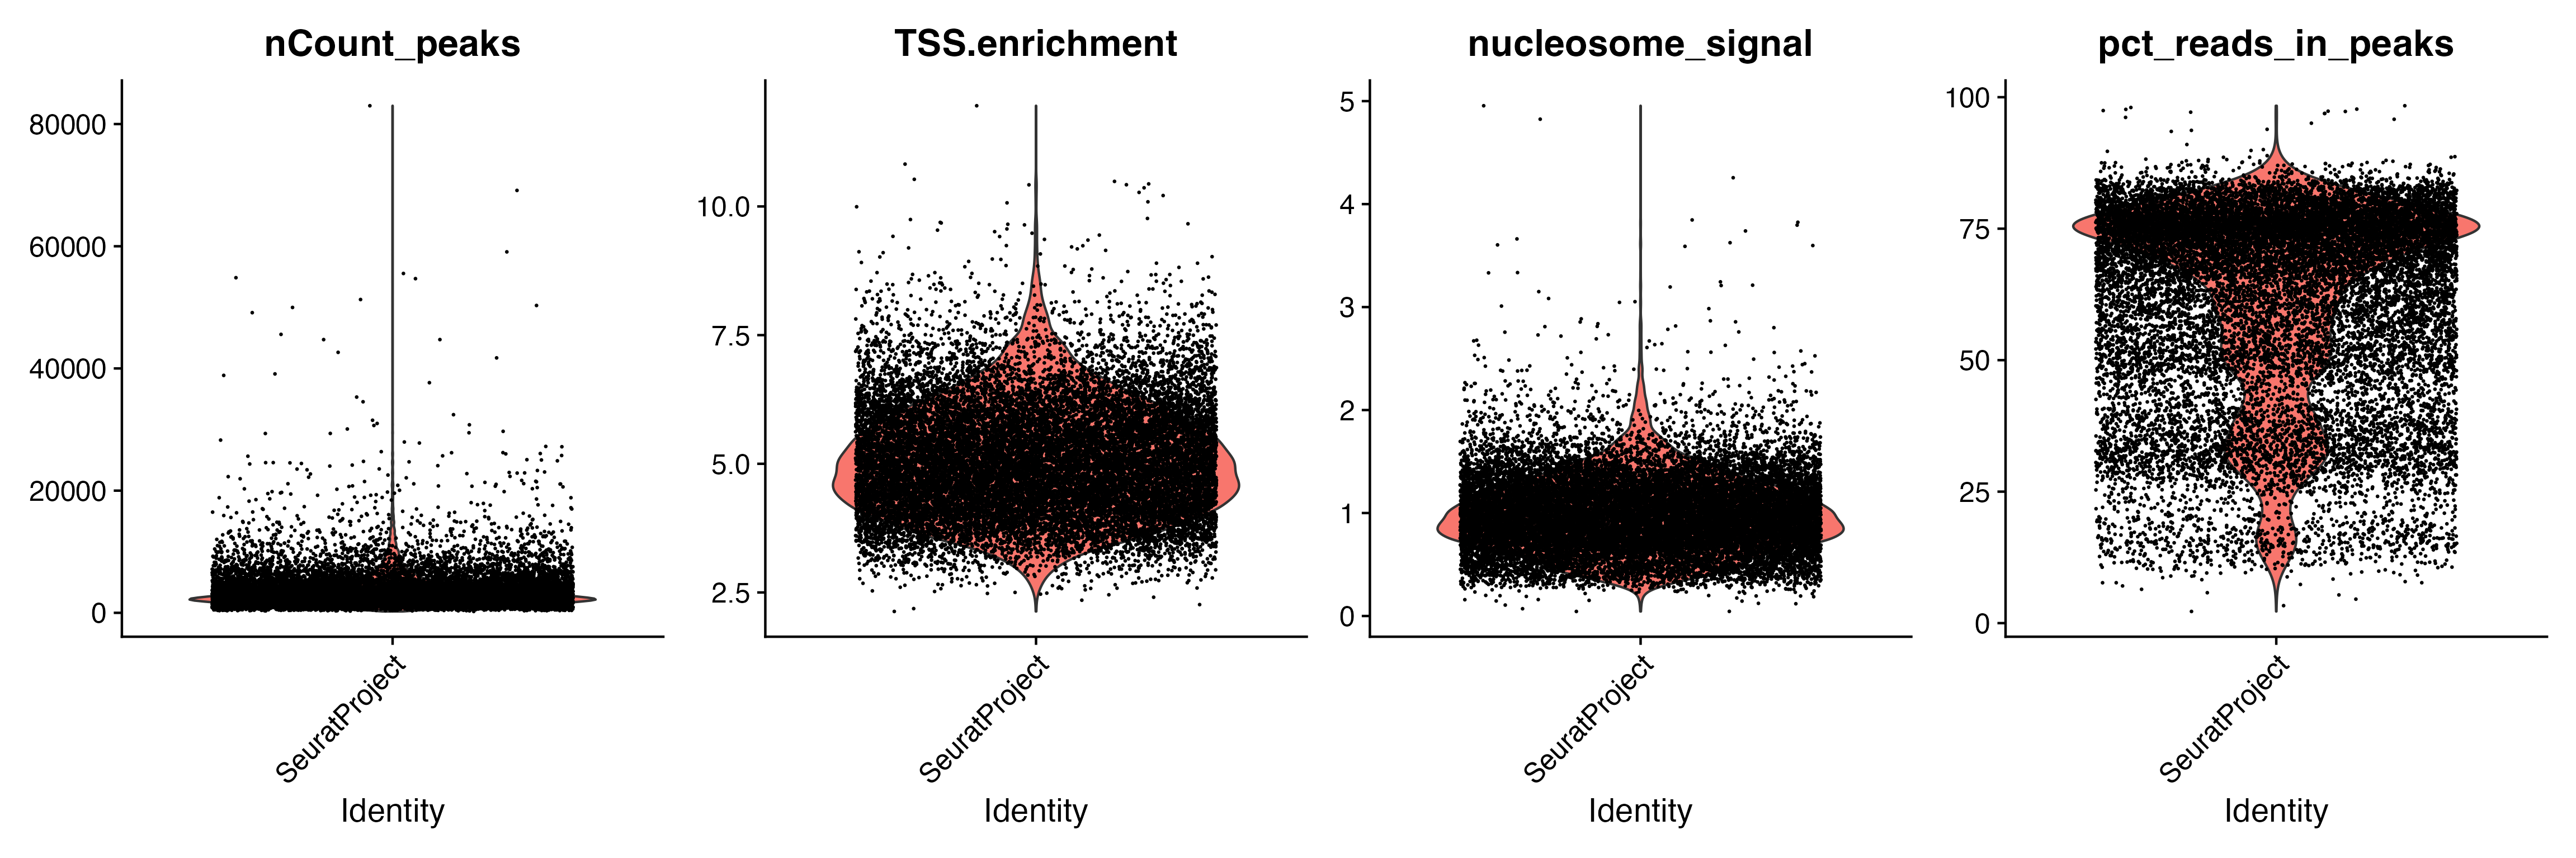 nCount_peaks
80000
60000
40000
20000
0
SeuratProject
Identity
TSS.enrichment
10.0
7.5
5.0
2.5
SeuratProject
Identity
nucleosome_signal
5
4
3
2
1
0
SeuratProject
Identity
pct_reads_in_peaks
100
75
50
25
0
SeuratProject
Identity